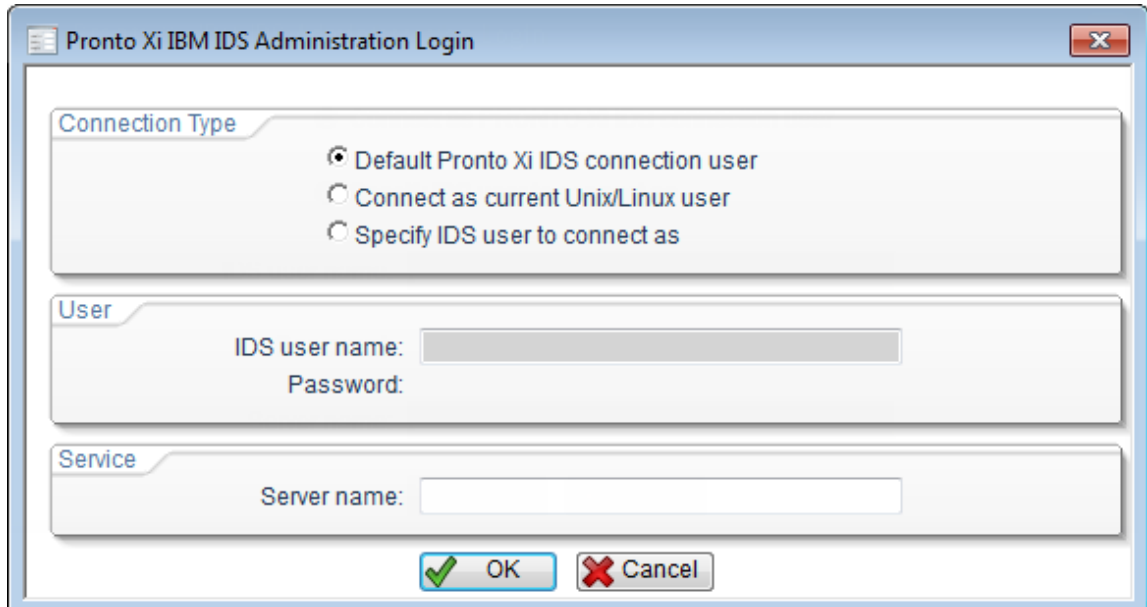 Pronto Xi IBM IDS Administration Login
Connection Type
Default Pronto Xi IDS connection user
Connect as current Unix/Linux user
Specify IDS user to connect as
User
IDS user name:
Password:
Service
Server name:
OK Cancel